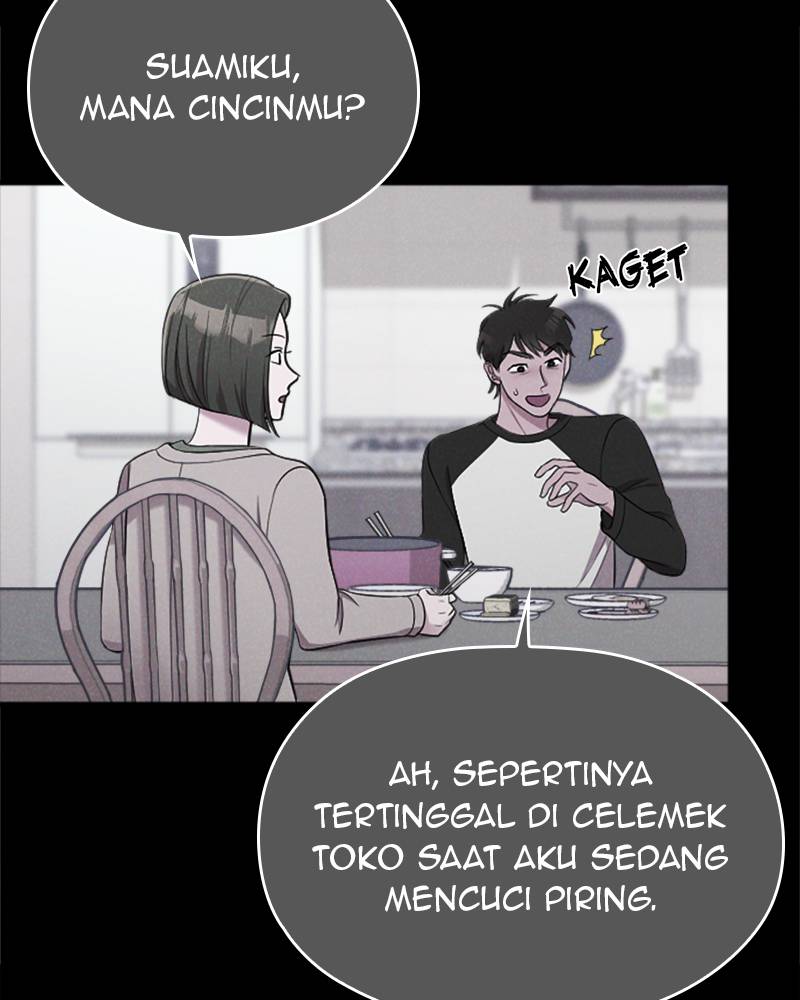 SUAMIKU,
MANA CINCINMU?
KAGET
AH, SEPERTINYA
TERTINGGAL DI CELEMEK
TOKO SAAT AKU SEDANG
MENCUCI PIRING.